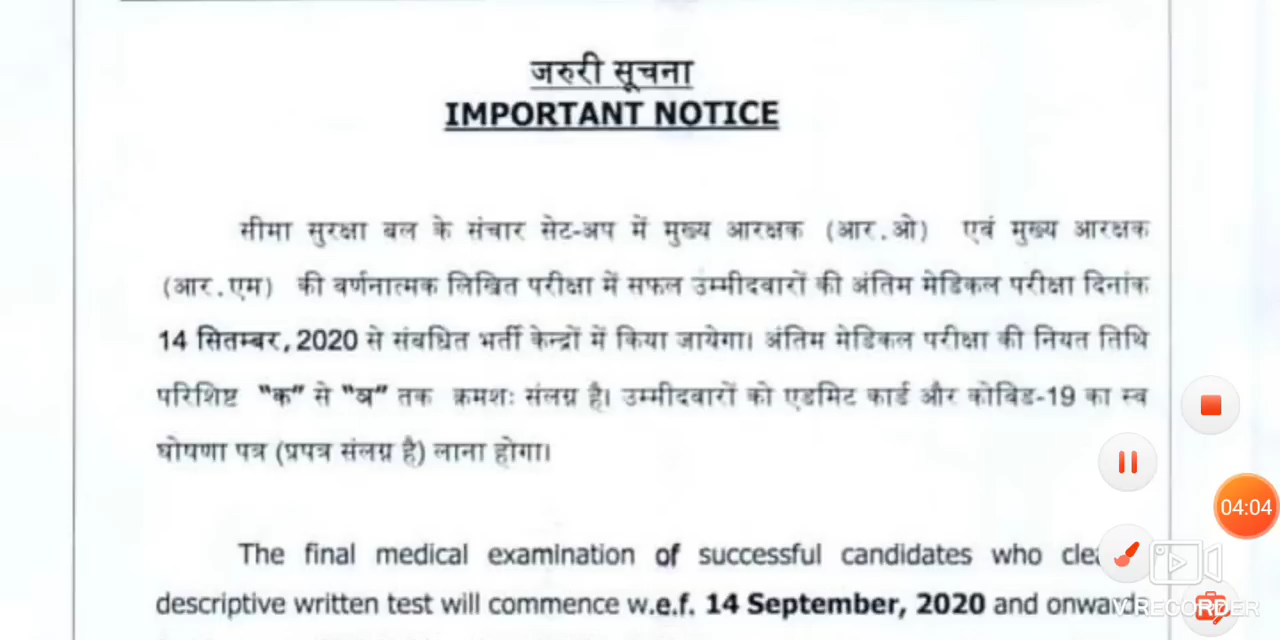 जरुरी सूचना
IMPORTANT NOTICE
सीमा सुरक्षा बल के संचार सेट-अप में मुख्य आरक्षक (आर.ओ) एवं मुख्य आरक्षक
(आर.एम) की वर्णनात्मक लिखित परीक्षा में सफल उम्मीदवारों की अंतिम मेडिकल परीक्षा दिनांक
14 सितम्बर, 2020 से संबधित भर्ती केन्द्रों में किया जायेगा। अंतिम मेडिकल परीक्षा की नियत तिथि
परिशिष्ट "क" से "ञ" तक क्रमशः संलग्न है। उम्मीदवारों को एडमिट कार्ड और कोबिड-19 का स्व
घोषणा पत्र (प्रपत्र संलग्न है) लाना होगा।
The final medical examination of successful candidates who
descriptive written test will commence w.e.f. 14 September, 2020 and
04:04
V RECORDER